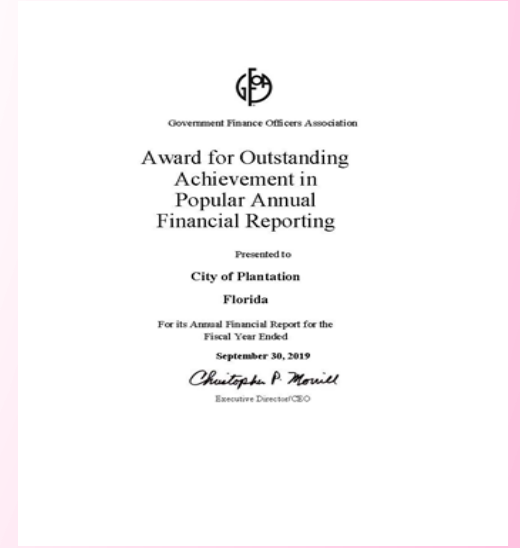 GFOA
Government Finance Officers Association
Award for Outstanding
Achievement in
Popular Annual
Financial Reporting
Presented to
City of Plantation
Florida
For its Annual Financial Report for the
Fiscal Year Ended
September 30, 2019
Christopher P. Morrill
Executive Director/CEO